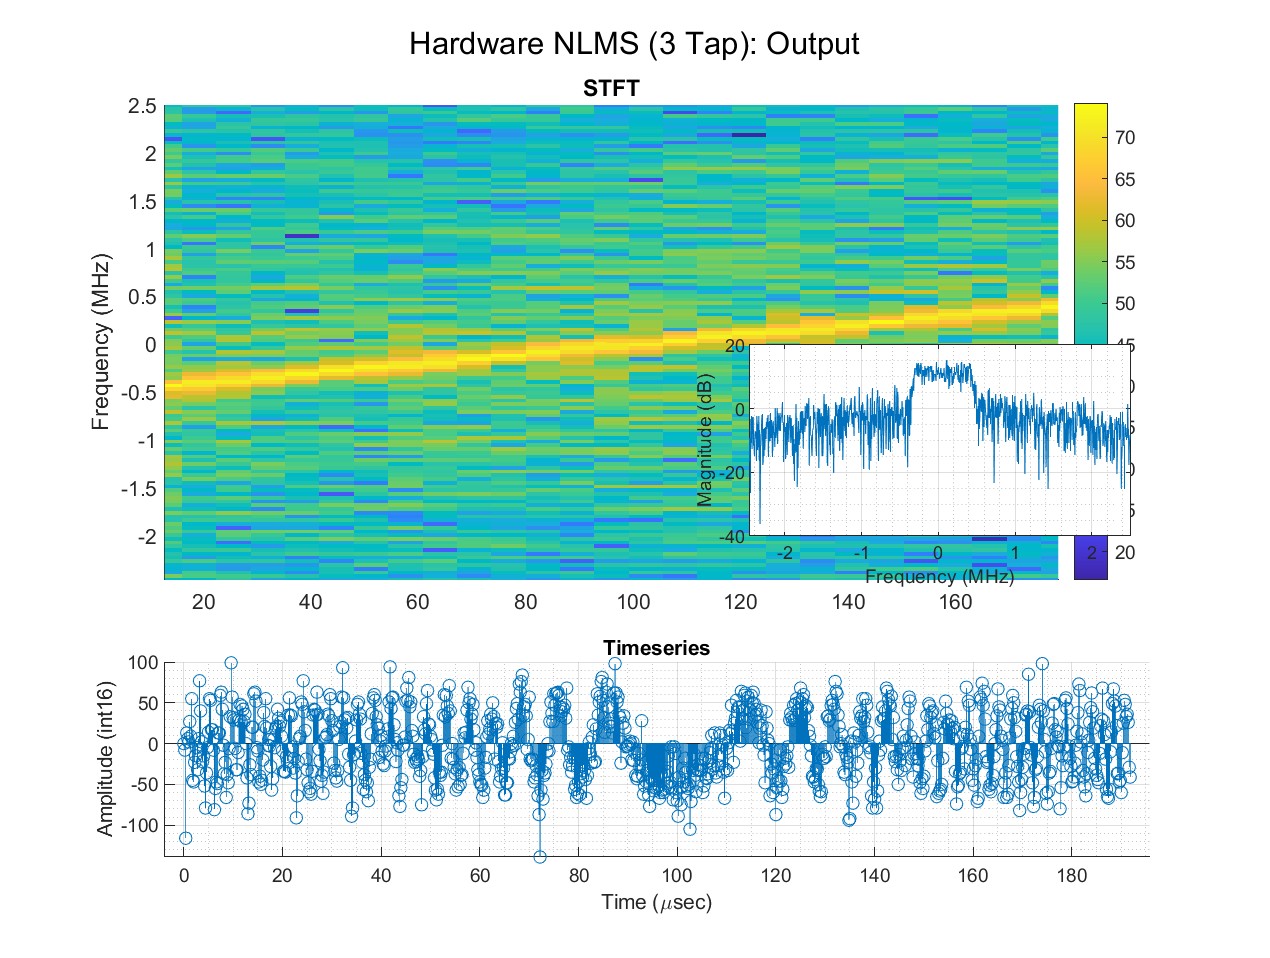 Hardware NLMS (3 Tap): Output
STFT
2.5
2
1.5
1
0.5
0
-0.5
-1
-1.5
-2
Frequency (MHz)
20 40 60 80 100 120 140 160
70
65
60
55
50
20
20
0
-20
-40
Magnitude (dB)
-2 -1 0 1 2
Frequency (MHz)
Timeseries
100
50
0
-50
-100
Amplitude (int16)
0 20 40 60 80 100 120 140 160 180
Time (μsec)